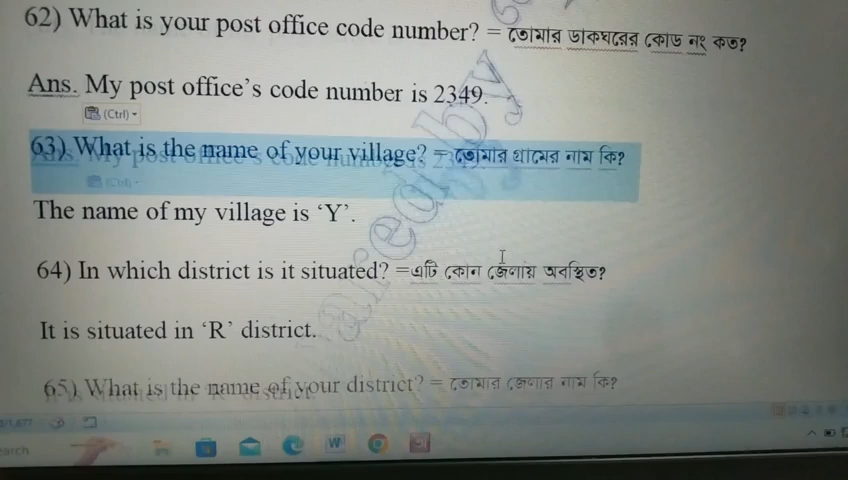 62) What is your post office code number? = তোমার ডাকঘরের কোড নং কত?
Ans. My post office's code number is 2349.
(Ctrl)
63) What is the name of your village? = তোমার গ্রামের নাম কি?
The name of my village is 'Y'.
64) In which district is it situated? =এটি কোন জেলায় অবস্থিত?
It is situated in 'R' district.
65) What is the name of your district? = তোমার জেলার নাম কি?